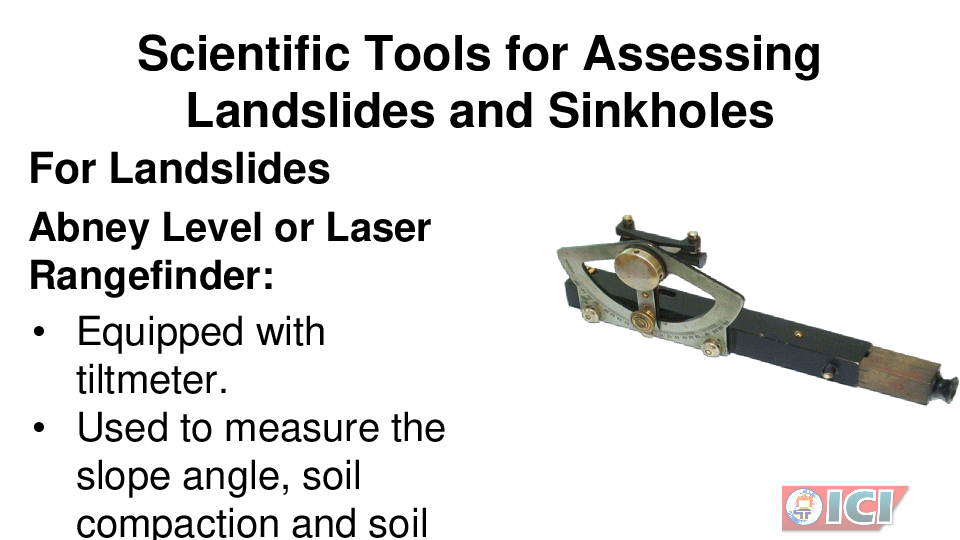 Scientific Tools for Assessing
Landslides and Sinkholes
For Landslides
Abney Level or Laser
Rangefinder:
• Equipped with
tiltmeter.
• Used to measure the
slope angle, soil
compaction and soil
ICI